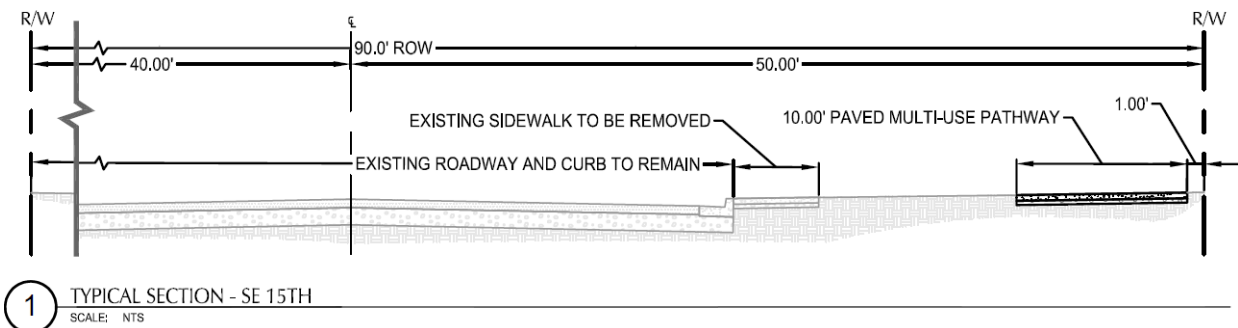 R/W
℄
R/W
90.0' ROW
40.00'
50.00'
1.00'
EXISTING SIDEWALK TO BE REMOVED
10.00' PAVED MULTI-USE PATHWAY
EXISTING ROADWAY AND CURB TO REMAIN
1
TYPICAL SECTION - SE 15TH
SCALE: NTS